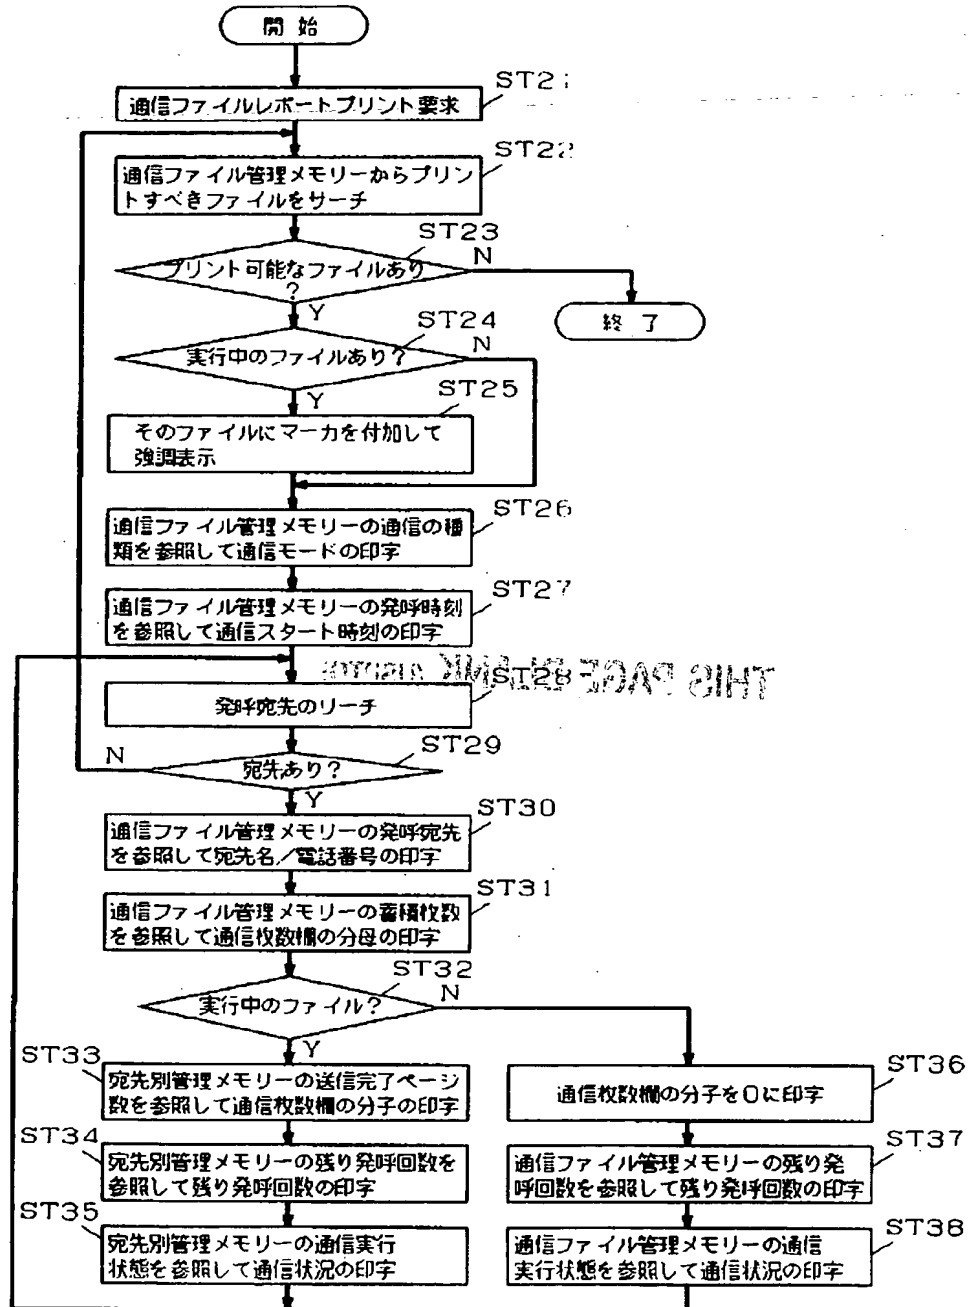 開 始
ST21
通信ファイルレポートプリント要求
ST22
通信ファイル管理メモリーからプリン
トすべきファイルをサーチ
ST23
プリント可能なファイルあり
?
N
Y
終 了
ST24
実行中のファイルあり?
N
Y
ST25
そのファイルにマーカを付加して
強調表示
ST26
通信ファイル管理メモリーの通信の種
類を参照して通信モードの印字
ST27
通信ファイル管理メモリーの発呼時刻
を参照して通信スタート時刻の印字
THIS PAGE BLANK
ST28
発呼宛先のリーチ
ST29
宛先あり?
N
Y
ST30
通信ファイル管理メモリーの発呼宛先
を参照して宛先名/電話番号の印字
ST31
通信ファイル管理メモリーの蓄積枚数
を参照して通信枚数欄の分母の印字
ST32
実行中のファイル?
N
Y
ST33
宛先別管理メモリーの送信完了ページ
数を参照して通信枚数欄の分子の印字
ST36
通信枚数欄の分子を0に印字
ST34
宛先別管理メモリーの残り発呼回数を
参照して残り発呼回数の印字
ST37
通信ファイル管理メモリーの残り発
呼回数を参照して残り発呼回数の印字
ST35
宛先別管理メモリーの通信実行
状態を参照して通信状況の印字
ST38
通信ファイル管理メモリーの通信
実行状態を参照して通信状況の印字